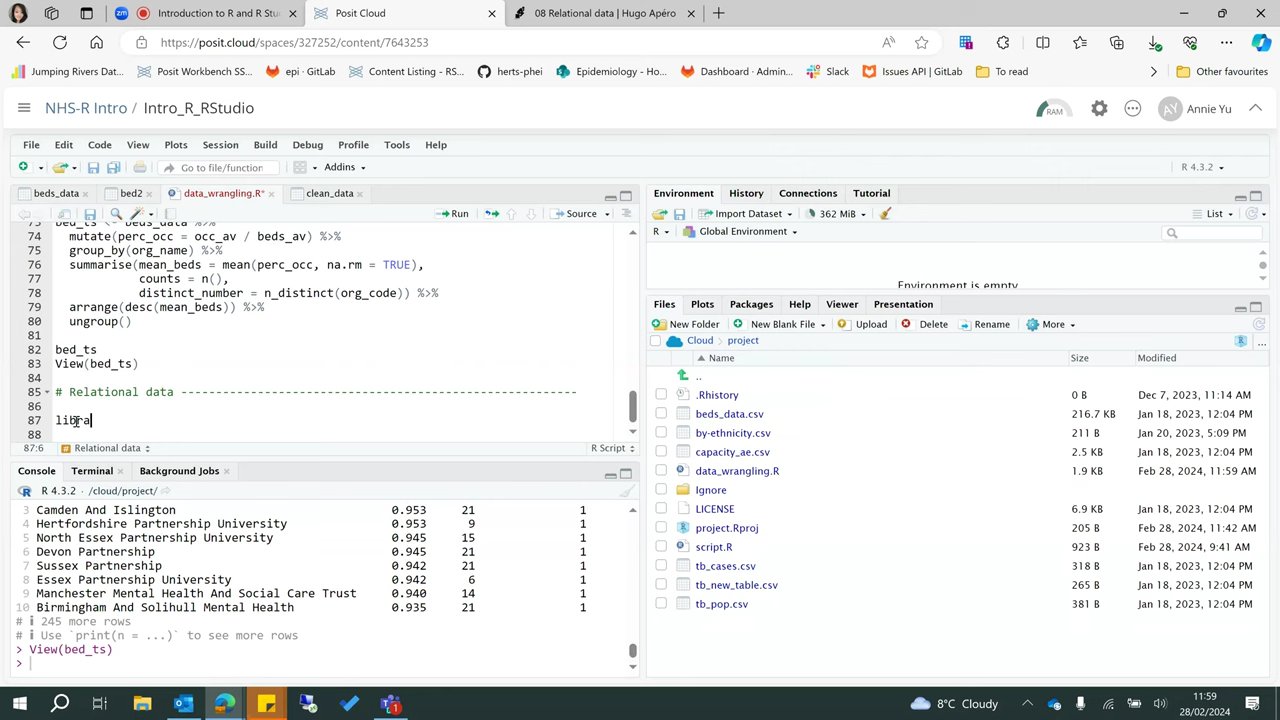 Introduction to R and R Stu
Posit Cloud
08 Relational data | Hugo Apéro
https://posit.cloud/spaces/327252/content/7643253
Jumping Rivers Dat...
Posit Workbench SS...
epi · GitLab
Content Listing - RS...
herts-phei
Epidemiology - Ho...
Dashboard · Admin...
Slack
Issues API | GitLab
To read
Other favourites
NHS-R Intro / Intro_R_RStudio
RAM
AY
Annie Yu
File Edit Code View Plots Session Build Debug Profile Tools Help
Go to file/function
Addins
R 4.3.2
beds_data
bed2
data_wrangling.R*
clean_data
Run
Source
73 bed_ts <- beds_data %>%
74 mutate(perc_occ = occ_av / beds_av) %>%
75 group_by(org_name) %>%
76 summarise(mean_beds = mean(perc_occ, na.rm = TRUE),
77 counts = n(),
78 distinct_number = n_distinct(org_code)) %>%
79 arrange(desc(mean_beds)) %>%
80 ungroup()
81
82 bed_ts
83 View(bed_ts)
84
85 # Relational data ---------------------------------------------------------
86
87 libra
88
87:6
Relational data
R Script
Console
Terminal
Background Jobs
R 4.3.2 · /cloud/project/
3 Camden And Islington 0.953 21 1
4 Hertfordshire Partnership University 0.953 9 1
5 North Essex Partnership University 0.945 15 1
6 Devon Partnership 0.945 21 1
7 Sussex Partnership 0.942 21 1
8 Essex Partnership University 0.942 6 1
9 Manchester Mental Health And Social Care Trust 0.940 14 1
10 Birmingham And Solihull Mental Health 0.935 21 1
# ℹ 245 more rows
# ℹ Use `print(n = ...)` to see more rows
> View(bed_ts)
>
Environment
History
Connections
Tutorial
Import Dataset
362 MiB
List
R
Global Environment
Environment is empty
Files
Plots
Packages
Help
Viewer
Presentation
New Folder
New Blank File
Upload
Delete
Rename
More
Cloud
project
...
Name Size Modified
..
.Rhistory 0 B Dec 7, 2023, 11:14 AM
beds_data.csv 216.7 KB Jan 18, 2023, 12:04 PM
by-ethnicity.csv 211 B Jan 20, 2023, 5:09 PM
capacity_ae.csv 2.5 KB Jan 18, 2023, 12:04 PM
data_wrangling.R 1.9 KB Feb 28, 2024, 11:59 AM
Ignore
LICENSE 6.9 KB Jan 18, 2023, 12:04 PM
project.Rproj 205 B Feb 28, 2024, 11:42 AM
script.R 923 B Feb 28, 2024, 9:41 AM
tb_cases.csv 318 B Jan 18, 2023, 12:04 PM
tb_new_table.csv 265 B Jan 18, 2023, 12:04 PM
tb_pop.csv 381 B Jan 18, 2023, 12:04 PM
8°C Cloudy
11:59
28/02/2024